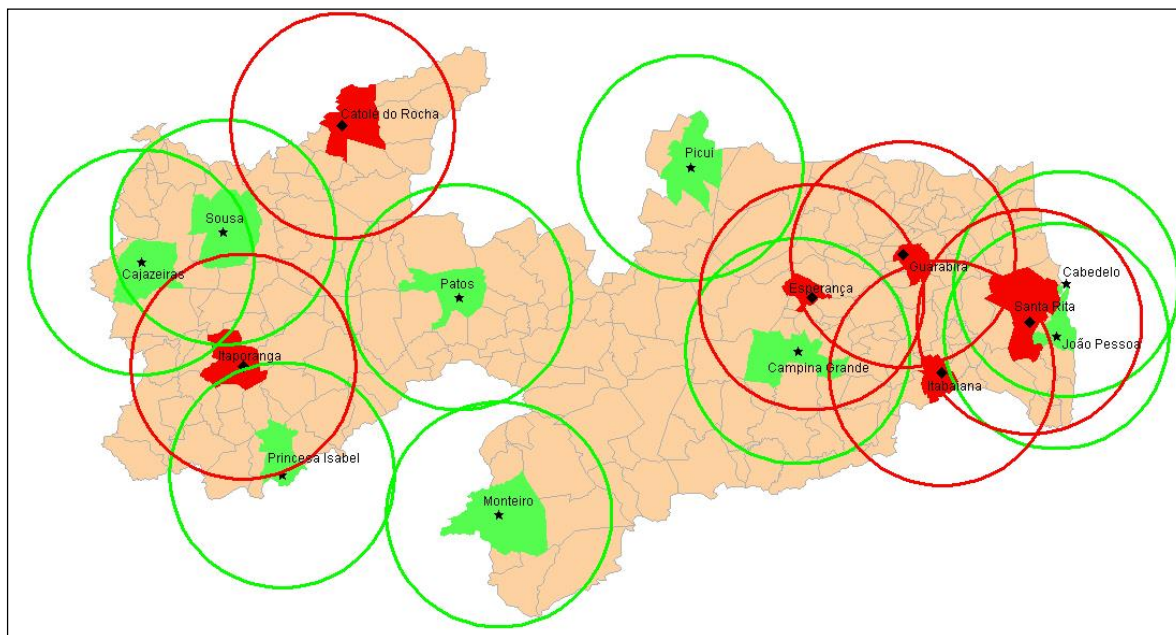 Catolé do Rocha
Picuí
Sousa
Cajazeiras
Patos
Guarabira
Cabedelo
Esperança
Santa Rita
João Pessoa
Itaporanga
Campina Grande
Itabaiana
Princesa Isabel
Monteiro